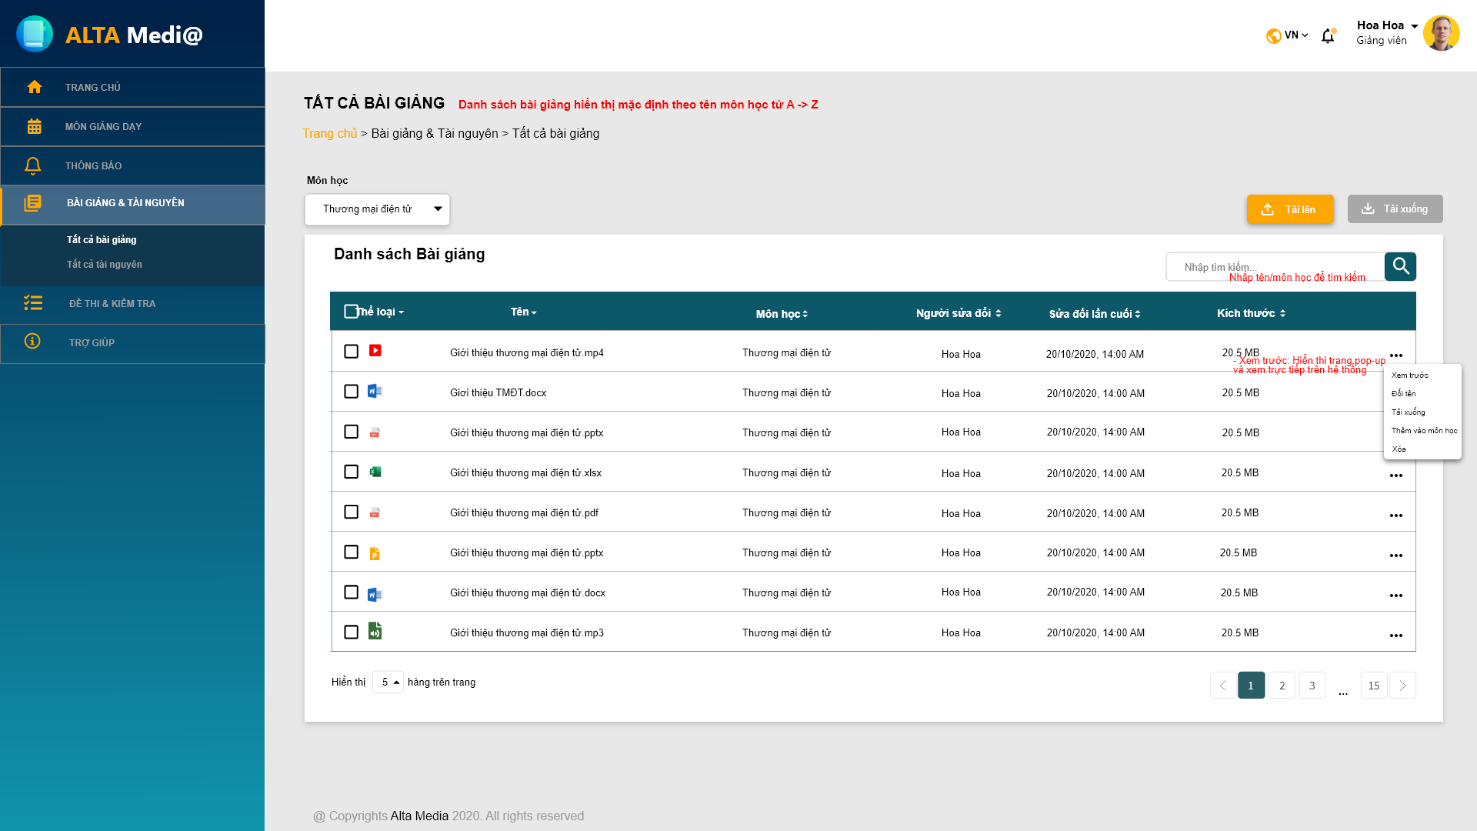 ALTA Medi@
VN
Hoa Hoa
Giảng viên
TRANG CHỦ
MÔN GIẢNG DẠY
THÔNG BÁO
BÀI GIẢNG & TÀI NGUYÊN
Tất cả bài giảng
Tất cả tài nguyên
ĐỀ THI & KIỂM TRA
TRỢ GIÚP
TẤT CẢ BÀI GIẢNG
Danh sách bài giảng hiển thị mặc định theo tên môn học từ A -> Z
Trang chủ > Bài giảng & Tài nguyên > Tất cả bài giảng
Môn học
Thương mại điện tử
Tải lên
Tải xuống
Danh sách Bài giảng
Nhập tìm kiếm...
Nhập tên/môn học để tìm kiếm
Thể loại Tên Môn học Người sửa đổi Sửa đổi lần cuối Kích thước
Giới thiệu thương mại điện tử.mp4 Thương mại điện tử Hoa Hoa 20/10/2020, 14:00 AM 20.5 MB
- Xem trước: Hiển thị trang pop-up
và xem trực tiếp trên hệ thống
Giới thiệu TMĐT.docx Thương mại điện tử Hoa Hoa 20/10/2020, 14:00 AM 20.5 MB
Giới thiệu thương mại điện tử.pptx Thương mại điện tử Hoa Hoa 20/10/2020, 14:00 AM 20.5 MB
Giới thiệu thương mại điện tử.xlsx Thương mại điện tử Hoa Hoa 20/10/2020, 14:00 AM 20.5 MB
Giới thiệu thương mại điện tử.pdf Thương mại điện tử Hoa Hoa 20/10/2020, 14:00 AM 20.5 MB
Giới thiệu thương mại điện tử.pptx Thương mại điện tử Hoa Hoa 20/10/2020, 14:00 AM 20.5 MB
Giới thiệu thương mại điện tử.docx Thương mại điện tử Hoa Hoa 20/10/2020, 14:00 AM 20.5 MB
Giới thiệu thương mại điện tử.mp3 Thương mại điện tử Hoa Hoa 20/10/2020, 14:00 AM 20.5 MB
Xem trước
Đổi tên
Tải xuống
Thêm vào môn học
Xóa
Hiển thị 5 hàng trên trang
1 2 3 ... 15
@ Copyrights Alta Media 2020. All rights reserved